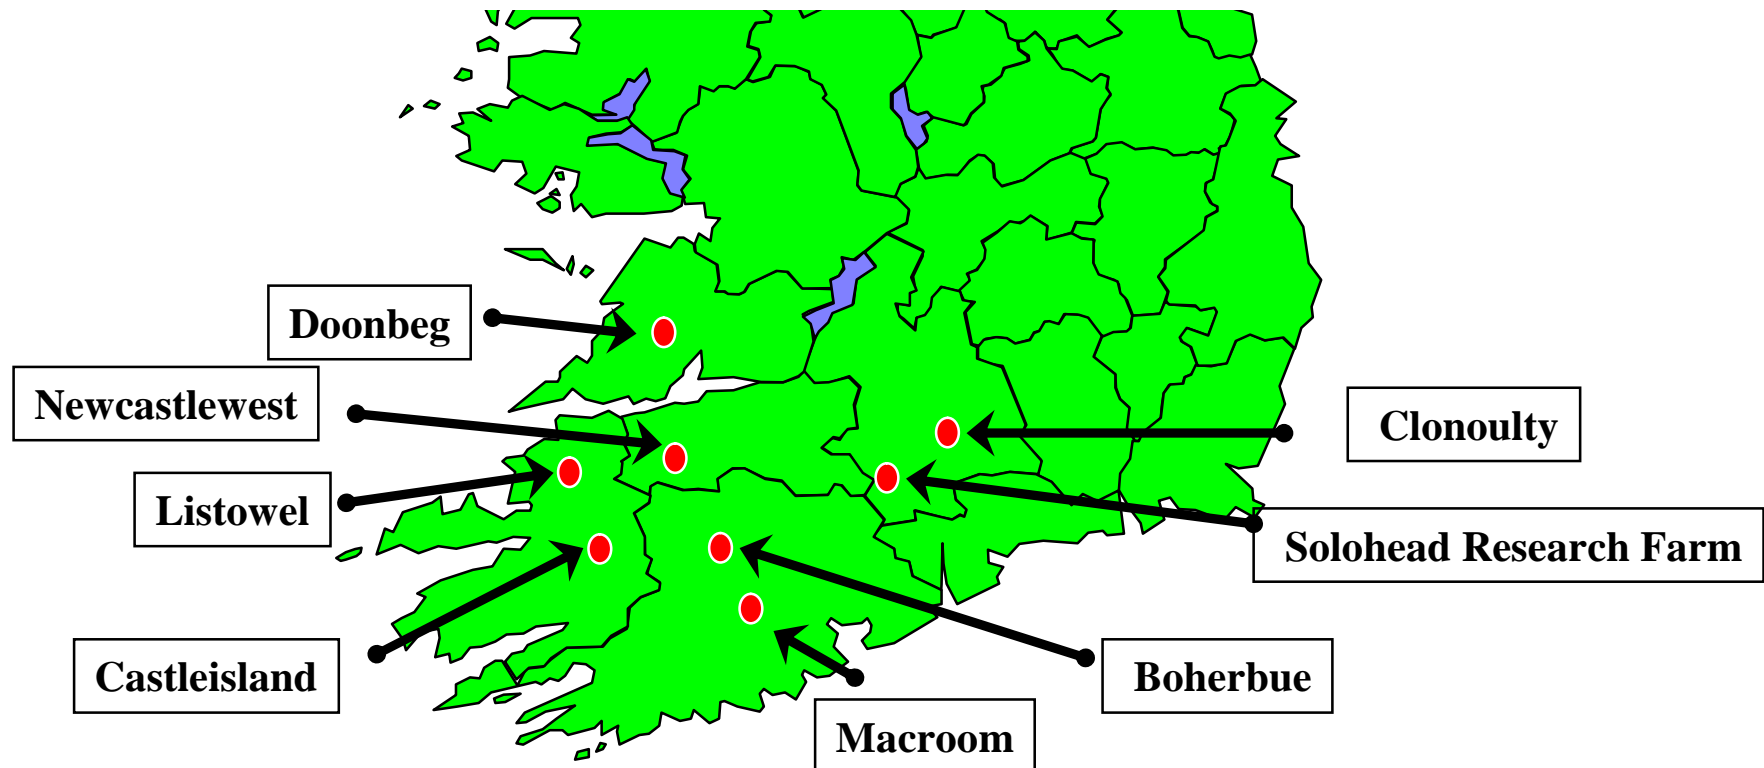 Doonbeg
Newcastlewest
Clonoulty
Listowel
Solohead Research Farm
Castleisland
Boherbue
Macroom